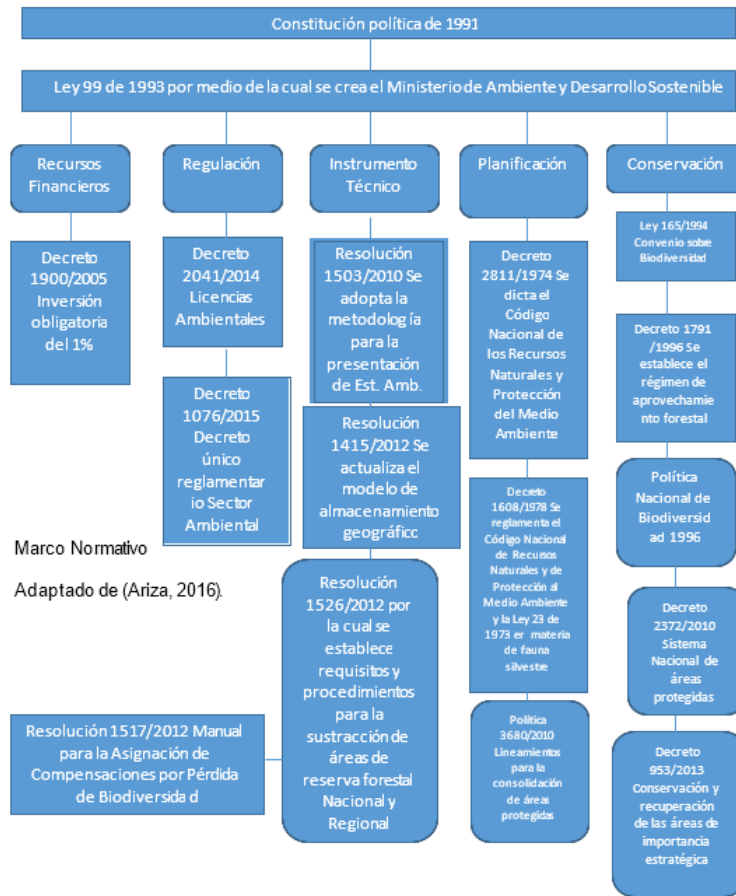 Constitución política de 1991
Ley 99 de 1993 por medio de la cual se crea el Ministerio de Ambiente y Desarrollo Sostenible
Recursos
Financieros
Decreto
1900/2005
Inversión
obligatoria
del 1%
Regulación
Decreto
2041/2014
Licencias
Ambientales
Decreto
1076/2015
Decreto
único
reglamentar
io Sector
Ambiental
Instrumento
Técnico
Resolución
1503/2010 Se
adopta la
metodología
para la
presentación
de Est. Amb.
Resolución
1415/2012 Se
actualiza el
modelo de
almacenamiento
geográfico
Resolución
1526/2012 por
la cual se
establece
requisitos y
procedimientos
para la
sustracción de
áreas de
reserva forestal
Nacional y
Regional
Resolución 1517/2012 Manual
para la Asignación de
Compensaciones por Pérdida
de Biodiversida d
Planificación
Decreto
2811/1974 Se
dicta el
Código
Nacional de
los Recursos
Naturales y
Protección
del Medio
Ambiente
Decreto
1608/1978 Se
reglamenta el
Código Nacional
de Recursos
Naturales y de
Protección al
Medio Ambiente
y la Ley 23 de
1973 er materia
de fauna
silvestre
Política
3680/2010
Lineamientos
para la
consolidación
de áreas
protegidas
Conservación
Ley 165/1994
Convenio sobre
Biodiversidad
Decreto 1791
/1996 Se
establece el
régimen de
aprovechamie
nto forestal
Política
Nacional de
Biodiversid
ad 1996
Decreto
2372/2010
Sistema
Nacional de
áreas
protegidas
Decreto
953/2013
Conservación y
recuperación
de las áreas de
importancia
estratégica
Marco Normativo
Adaptado de (Ariza, 2016).